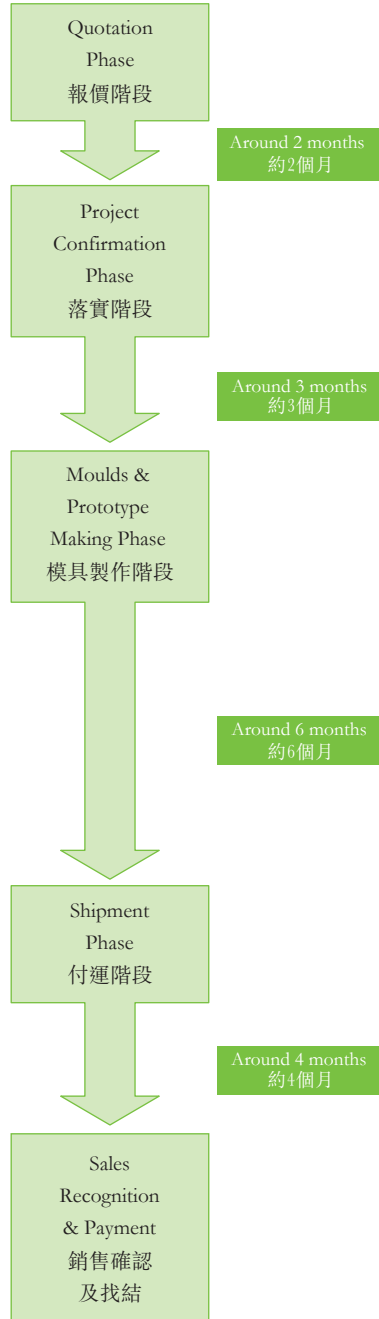 Quotation
Phase
報價階段
Around 2 months
約2個月
Project
Confirmation
Phase
落實階段
Around 3 months
約3個月
Moulds &
Prototype
Making Phase
模具製作階段
Around 6 months
約6個月
Shipment
Phase
付運階段
Around 4 months
約4個月
Sales
Recognition
& Payment
銷售確認
及找結